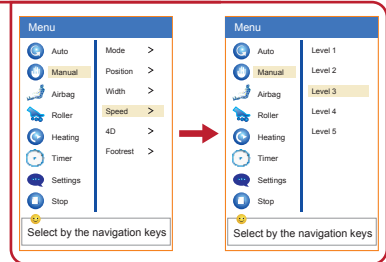 Menu
Auto
Manual
Airbag
Roller
Heating
Timer
Settings
Stop
Mode >
Position >
Width >
Speed >
4D >
Footrest >
Select by the navigation keys
Menu
Auto
Manual
Airbag
Roller
Heating
Timer
Settings
Stop
Level 1
Level 2
Level 3
Level 4
Level 5
Select by the navigation keys